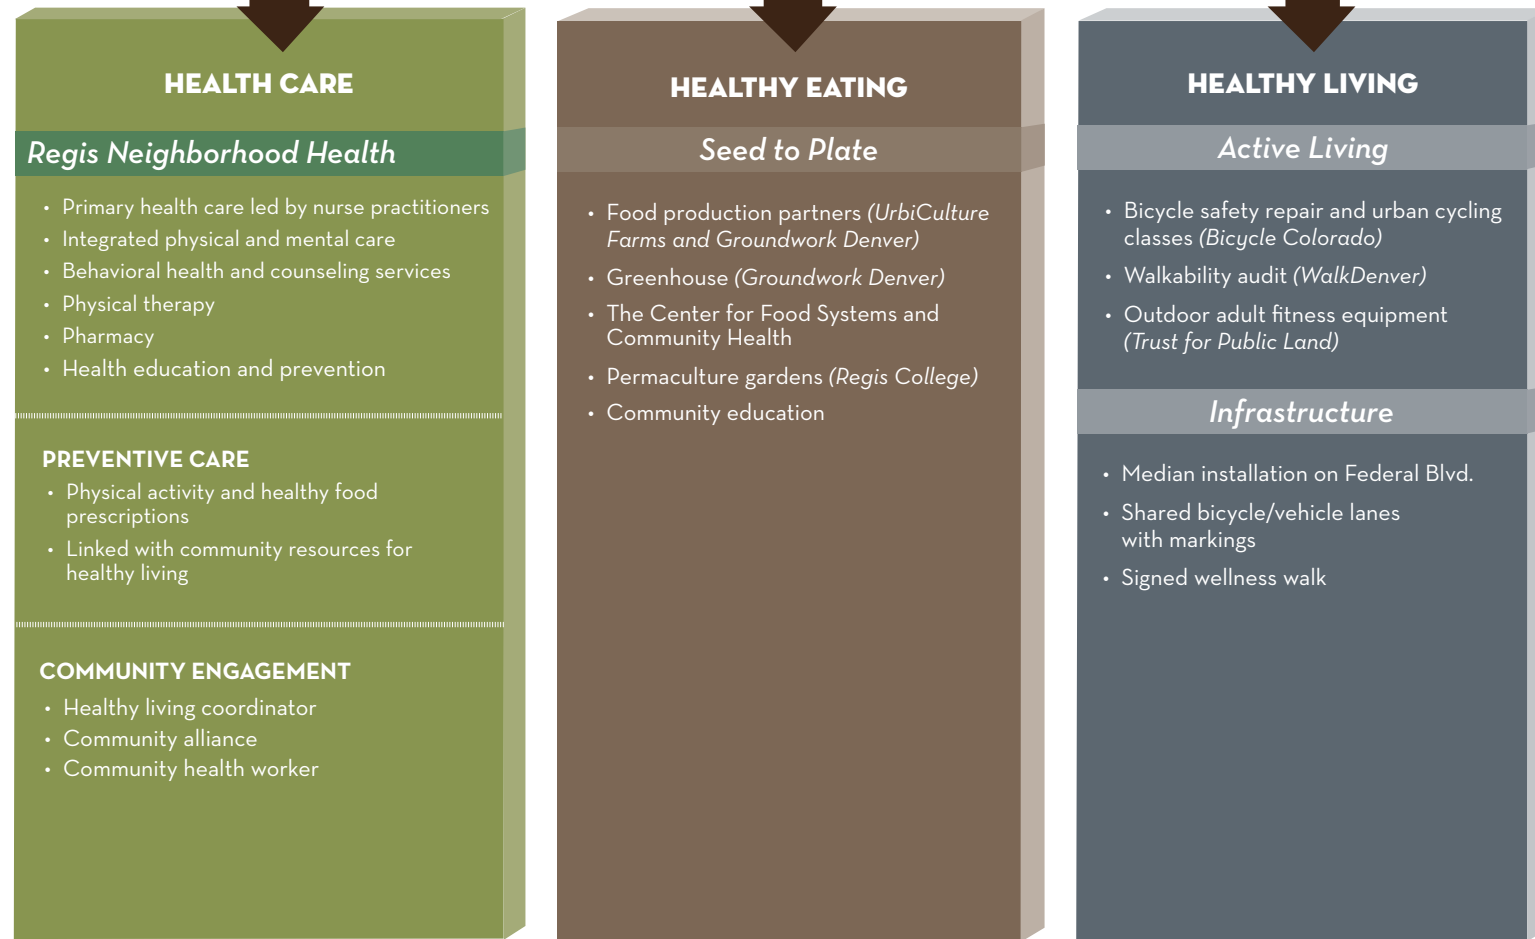 HEALTH CARE
Regis Neighborhood Health
• Primary health care led by nurse practitioners
• Integrated physical and mental care
• Behavioral health and counseling services
• Physical therapy
• Pharmacy
• Health education and prevention
PREVENTIVE CARE
• Physical activity and healthy food
prescriptions
• Linked with community resources for
healthy living
COMMUNITY ENGAGEMENT
• Healthy living coordinator
• Community alliance
• Community health worker
HEALTHY EATING
Seed to Plate
• Food production partners (UrbiCulture
Farms and Groundwork Denver)
• Greenhouse (Groundwork Denver)
• The Center for Food Systems and
Community Health
• Permaculture gardens (Regis College)
• Community education
HEALTHY LIVING
Active Living
• Bicycle safety repair and urban cycling
classes (Bicycle Colorado)
• Walkability audit (WalkDenver)
• Outdoor adult fitness equipment
(Trust for Public Land)
Infrastructure
• Median installation on Federal Blvd.
• Shared bicycle/vehicle lanes
with markings
• Signed wellness walk